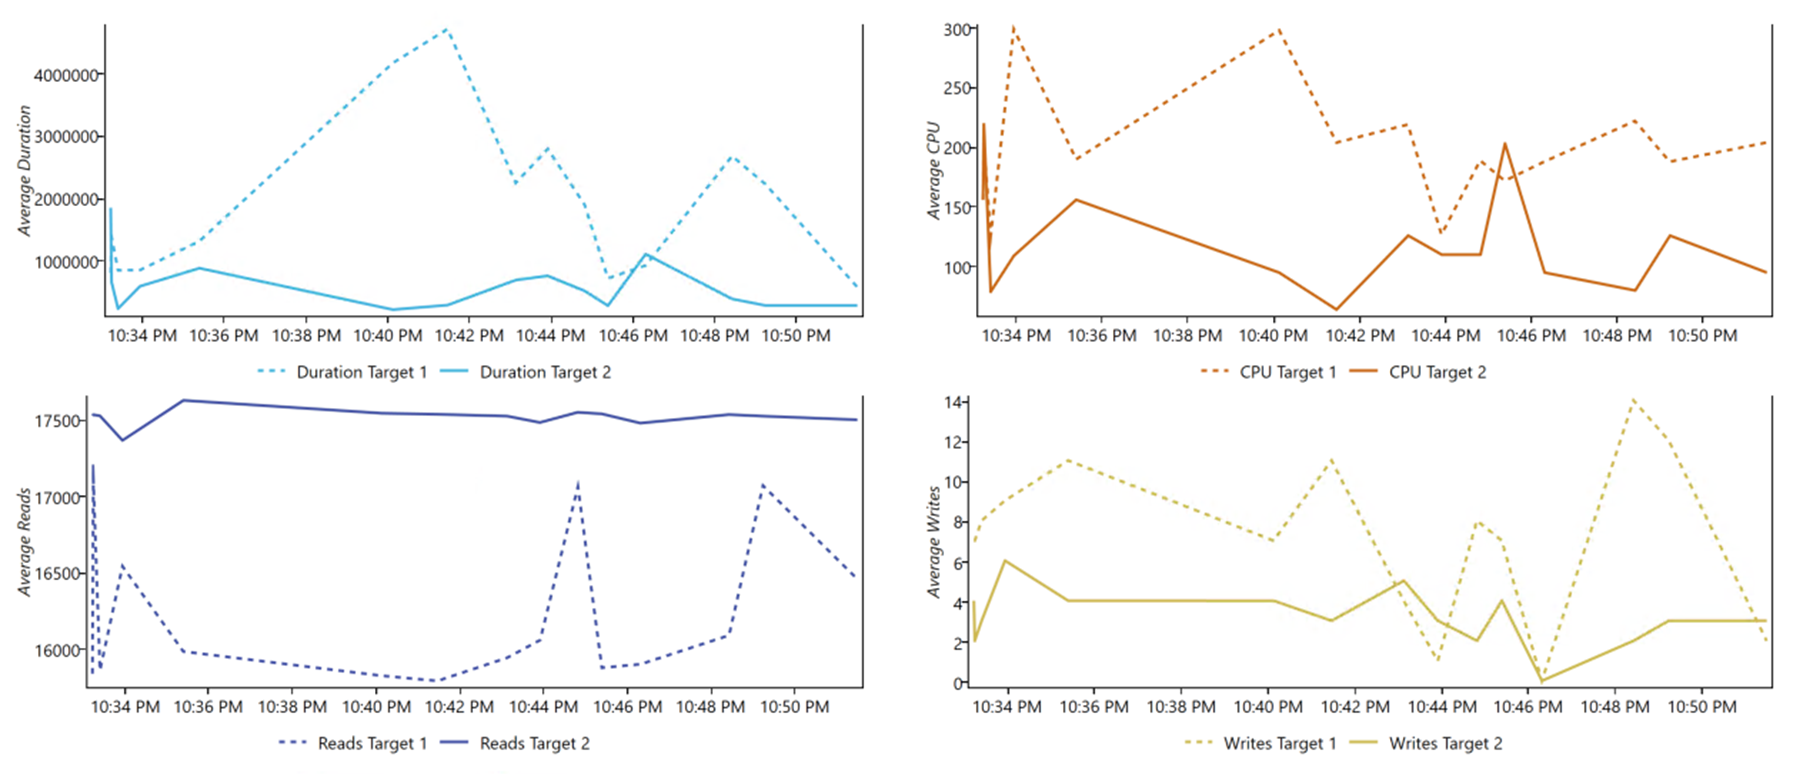 Average Duration
4000000
3000000
2000000
1000000
10:34 PM 10:36 PM 10:38 PM 10:40 PM 10:42 PM 10:44 PM 10:46 PM 10:48 PM 10:50 PM
Duration Target 1 Duration Target 2
Average CPU
300
250
200
150
100
10:34 PM 10:36 PM 10:38 PM 10:40 PM 10:42 PM 10:44 PM 10:46 PM 10:48 PM 10:50 PM
CPU Target 1 CPU Target 2
Average Reads
17500
17000
16500
16000
10:34 PM 10:36 PM 10:38 PM 10:40 PM 10:42 PM 10:44 PM 10:46 PM 10:48 PM 10:50 PM
Reads Target 1 Reads Target 2
Average Writes
14
12
10
8
6
4
2
0
10:34 PM 10:36 PM 10:38 PM 10:40 PM 10:42 PM 10:44 PM 10:46 PM 10:48 PM 10:50 PM
Writes Target 1 Writes Target 2